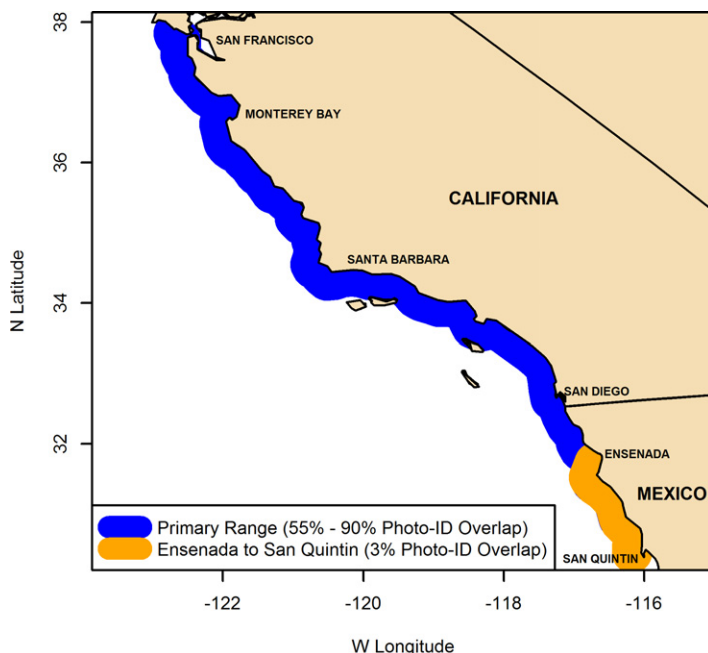 38
SAN FRANCISCO
MONTEREY BAY
36
CALIFORNIA
SANTA BARBARA
N Latitude
34
SAN DIEGO
32
ENSENADA
MEXICO
Primary Range (55% - 90% Photo-ID Overlap)
Ensenada to San Quintin (3% Photo-ID Overlap)
SAN QUINTIN
-122
-120
-118
-116
W Longitude